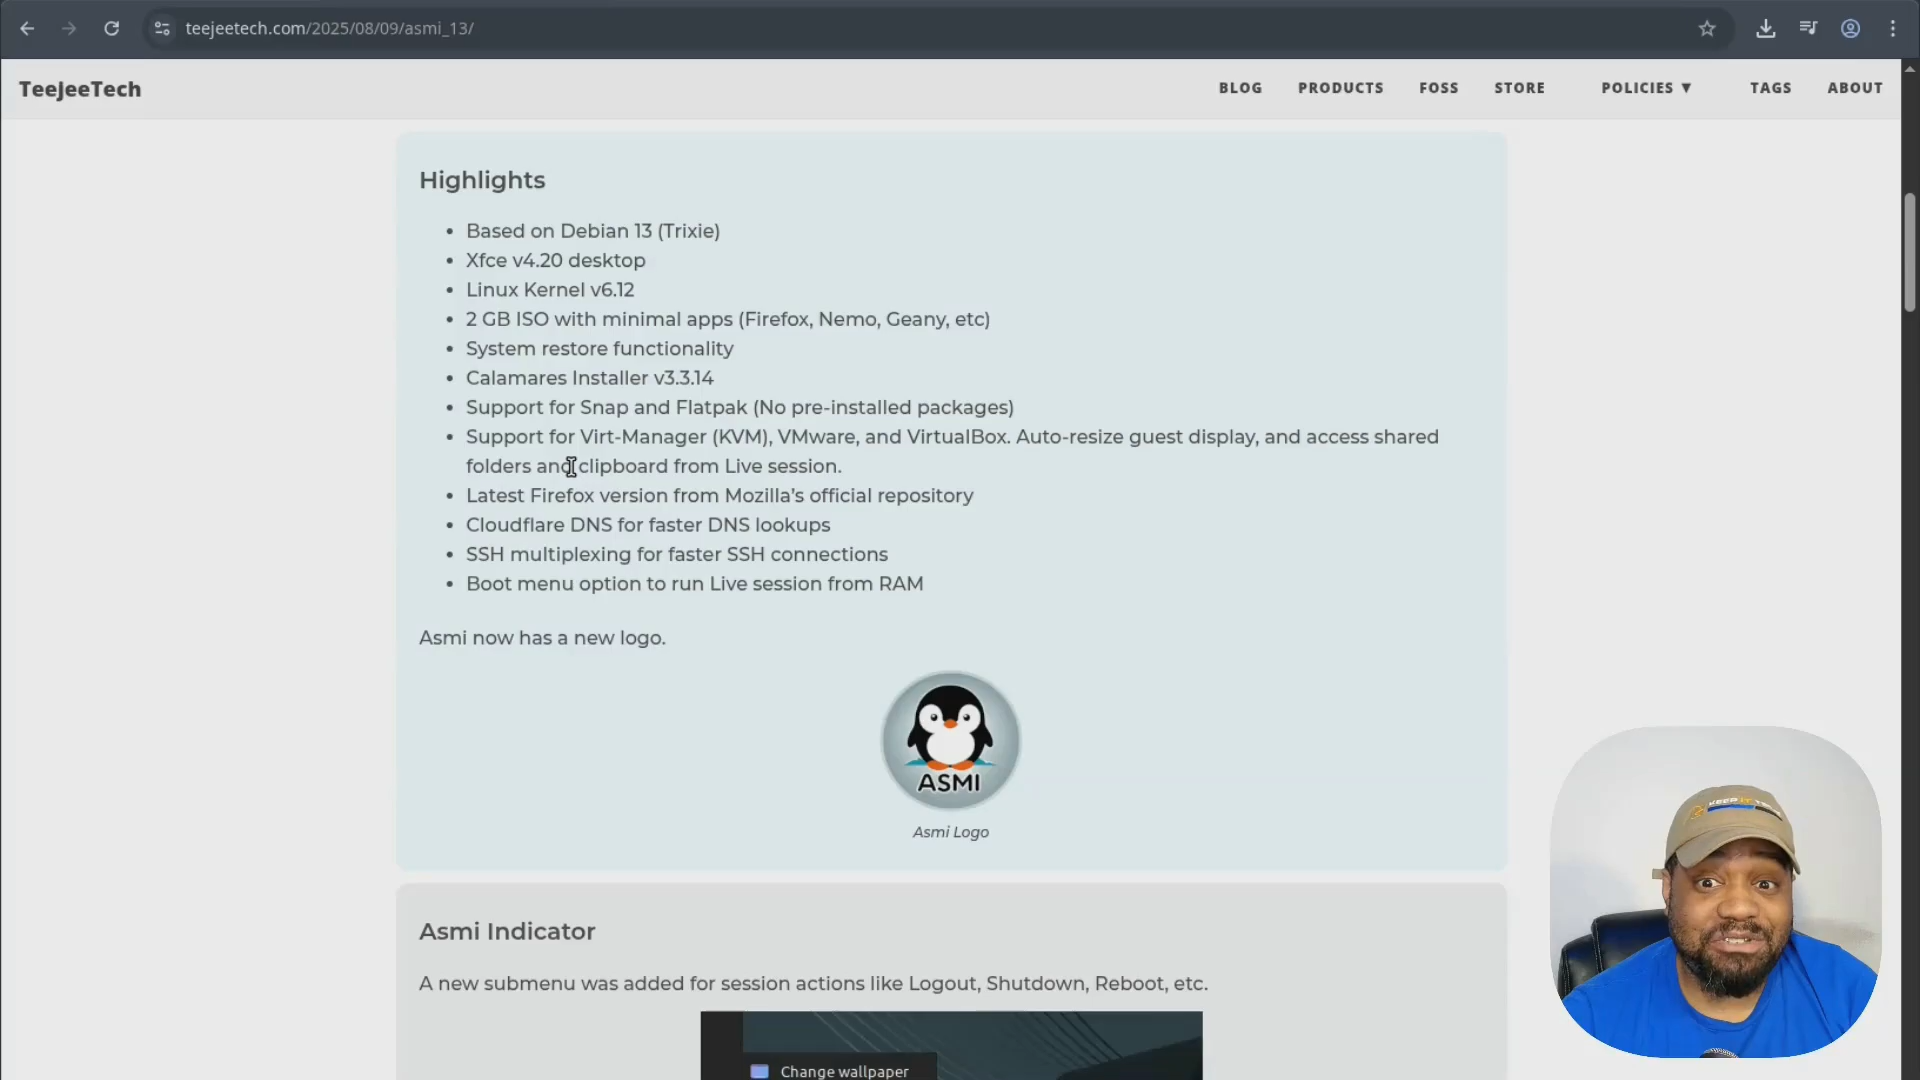 teejeetech.com/2025/08/09/asmi_13/
TeeJeeTech
BLOG PRODUCTS FOSS STORE POLICIES ▼ TAGS ABOUT
Highlights
• Based on Debian 13 (Trixie)
• Xfce v4.20 desktop
• Linux Kernel v6.12
• 2 GB ISO with minimal apps (Firefox, Nemo, Geany, etc)
• System restore functionality
• Calamares Installer v3.3.14
• Support for Snap and Flatpak (No pre-installed packages)
• Support for Virt-Manager (KVM), VMware, and VirtualBox. Auto-resize guest display, and access shared
folders and clipboard from Live session.
• Latest Firefox version from Mozilla’s official repository
• Cloudflare DNS for faster DNS lookups
• SSH multiplexing for faster SSH connections
• Boot menu option to run Live session from RAM
Asmi now has a new logo.
ASMI
Asmi Logo
Asmi Indicator
A new submenu was added for session actions like Logout, Shutdown, Reboot, etc.
Change wallpaper
KEEP IT